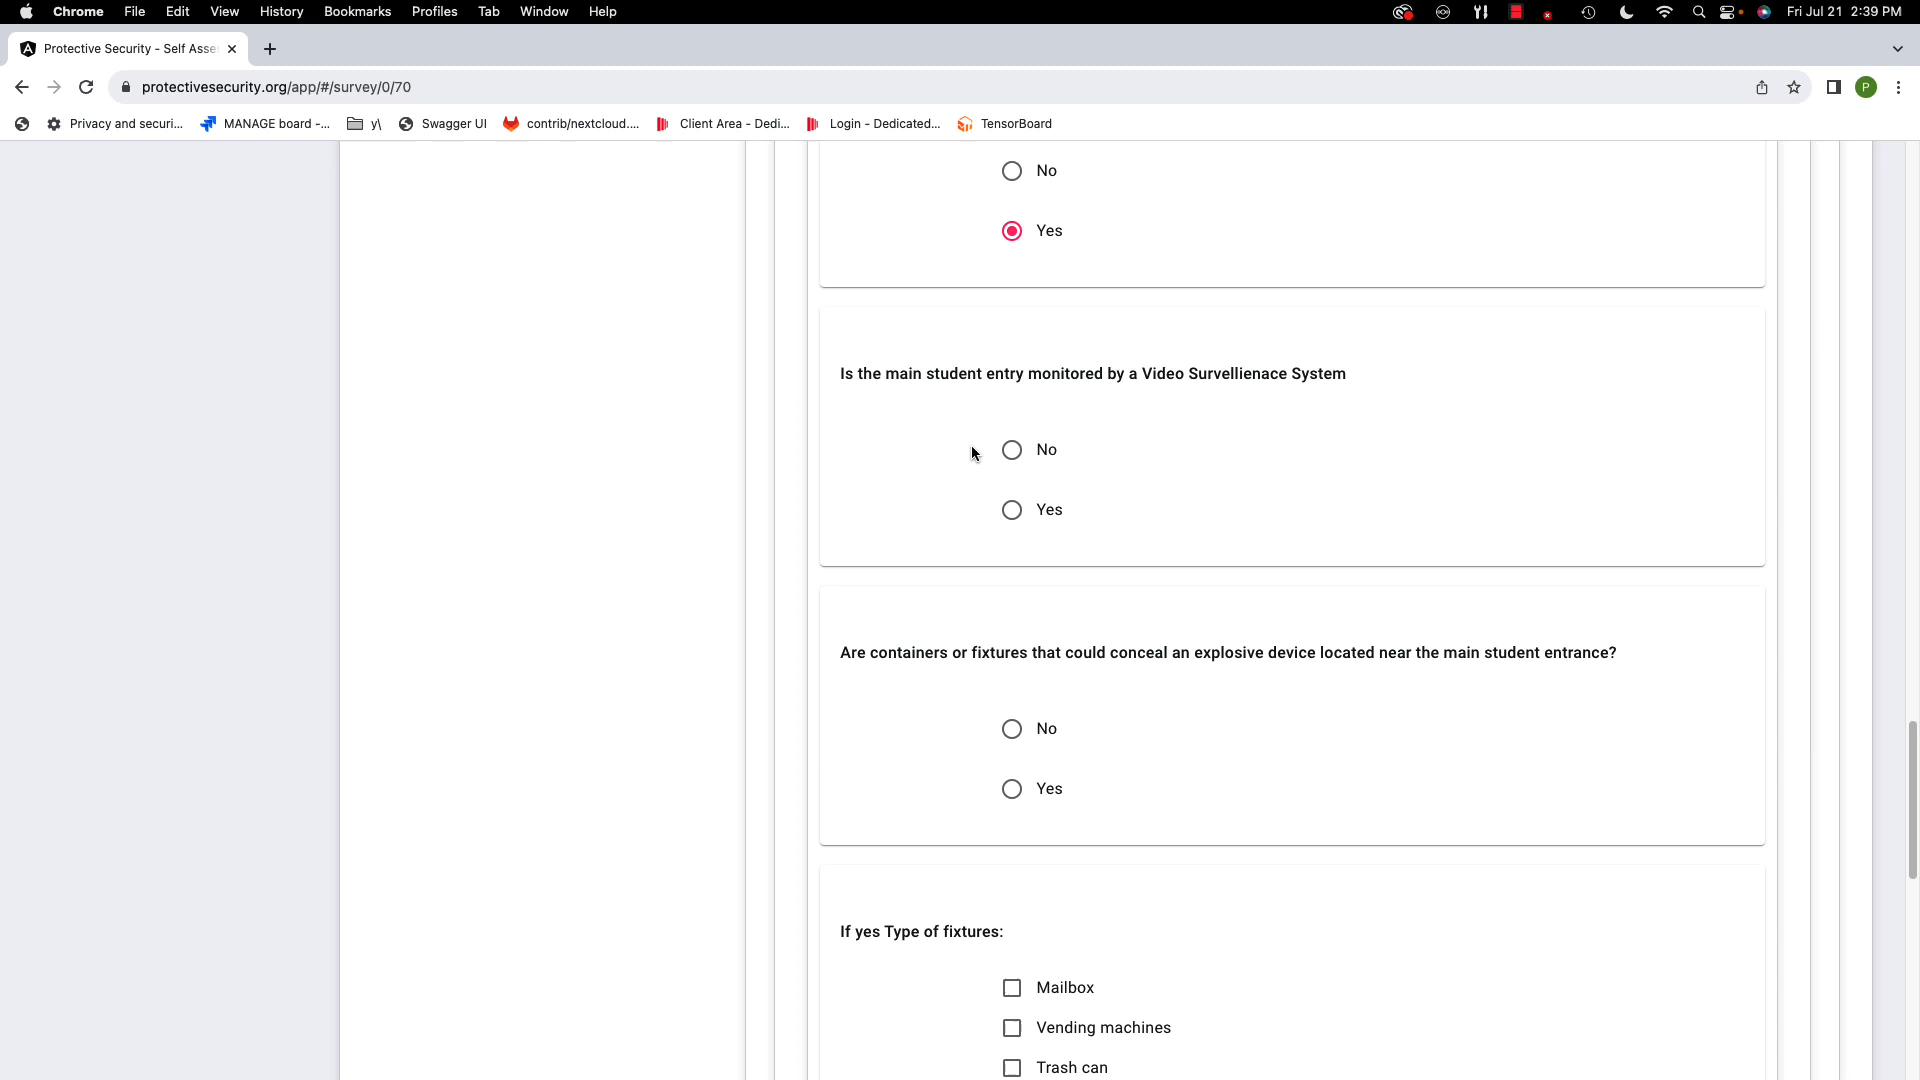 Chrome File Edit View History Bookmarks Profiles Tab Window Help Fri Jul 21 2:39 PM
Protective Security - Self Asse
protectivesecurity.org/app/#/survey/0/70
P
Privacy and securi... MANAGE board -... y\ Swagger UI contrib/nextcloud.... Client Area - Dedi... Login - Dedicated... TensorBoard
No
Yes
Is the main student entry monitored by a Video Survellienace System
No
Yes
Are containers or fixtures that could conceal an explosive device located near the main student entrance?
No
Yes
If yes Type of fixtures:
Mailbox
Vending machines
Trash can